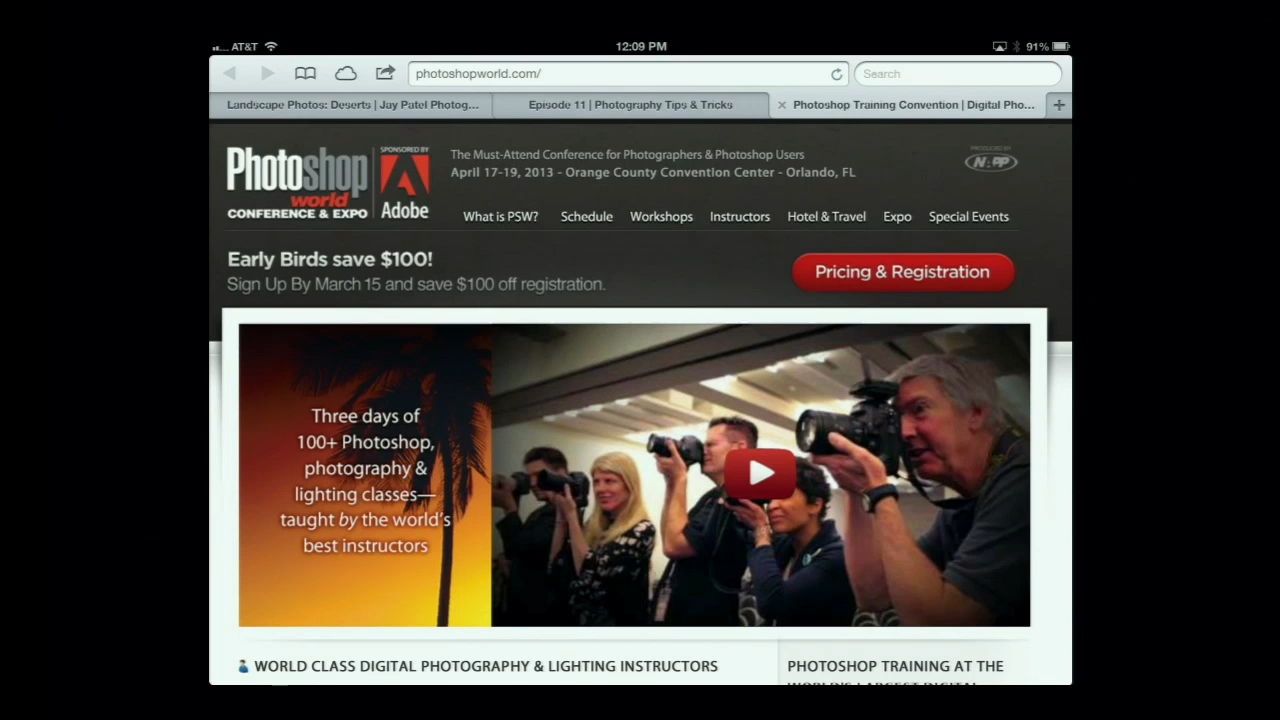 AT&T
12:09 PM
91%
photoshopworld.com/
Search
Landscape Photos: Deserts | Jay Patel Photog...
Episode 11 | Photography Tips & Tricks
Photoshop Training Convention | Digital Pho...
Photoshop
world
CONFERENCE & EXPO
SPONSORED BY
Adobe
The Must-Attend Conference for Photographers & Photoshop Users
April 17-19, 2013 - Orange County Convention Center - Orlando, FL
PRODUCED BY
NAPP
What is PSW? Schedule Workshops Instructors Hotel & Travel Expo Special Events
Early Birds save $100!
Sign Up By March 15 and save $100 off registration.
Pricing & Registration
Three days of
100+ Photoshop,
photography &
lighting classes—
taught by the world's
best instructors
WORLD CLASS DIGITAL PHOTOGRAPHY & LIGHTING INSTRUCTORS
PHOTOSHOP TRAINING AT THE
WORLD'S LARGEST DIGITAL